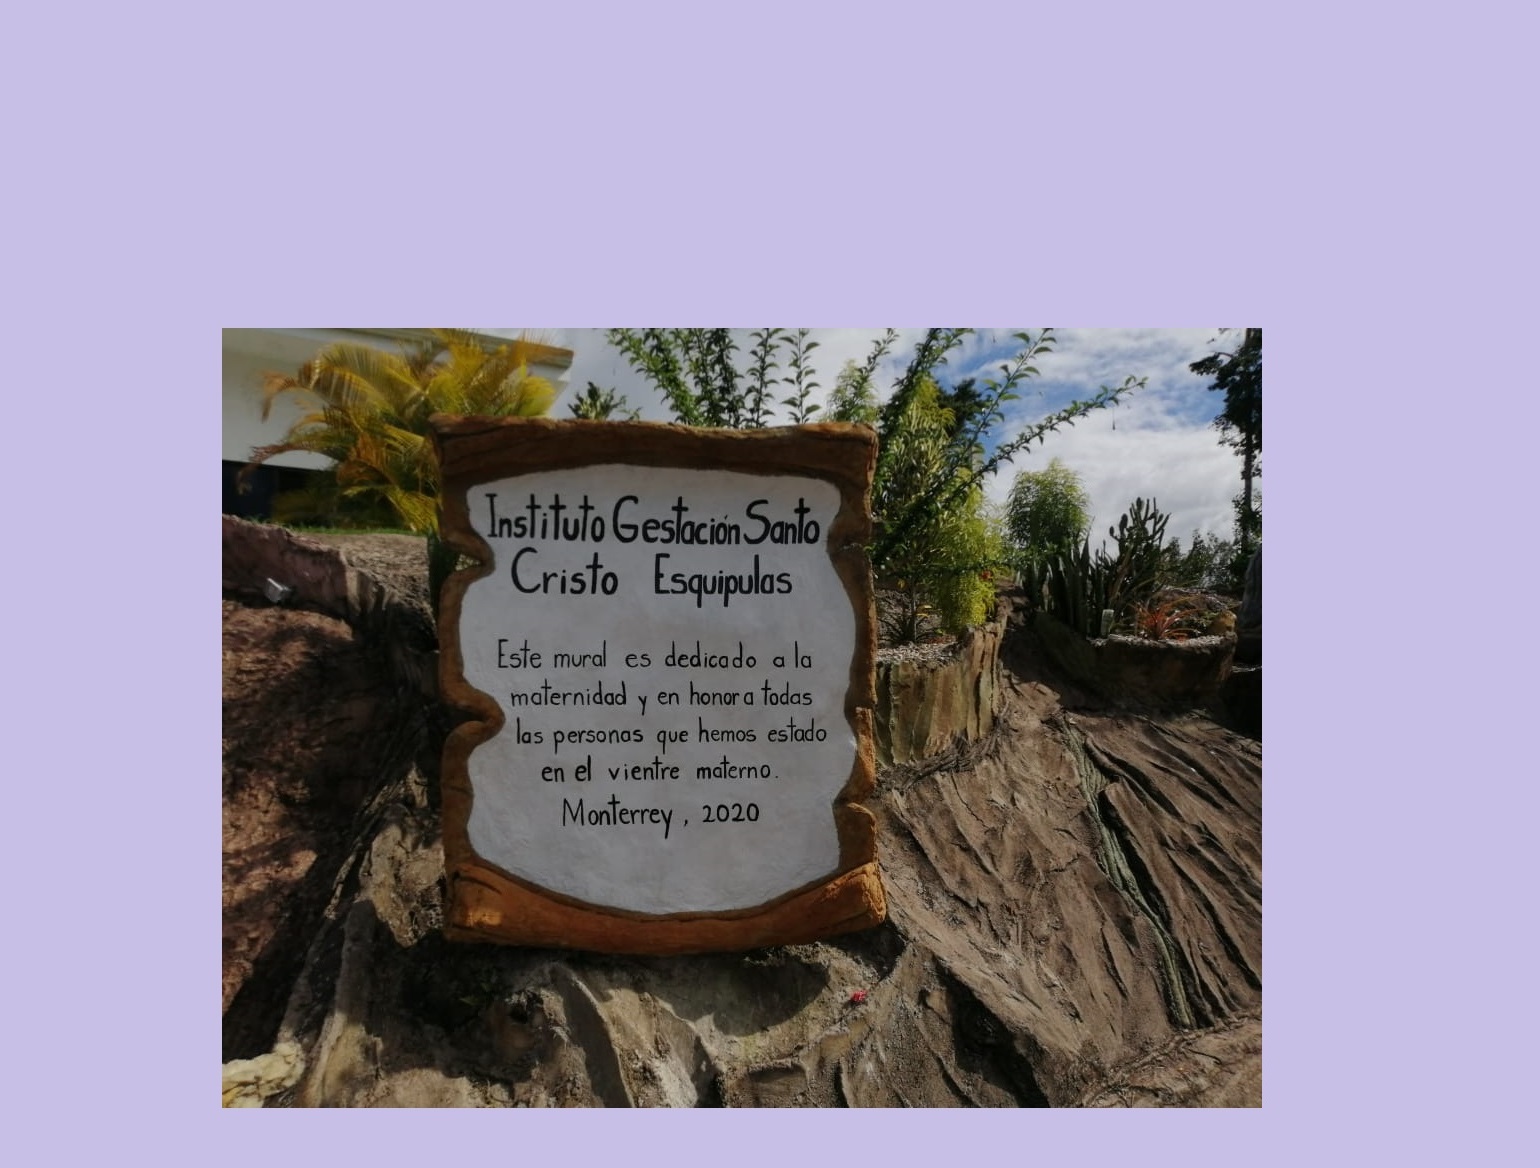 Instituto Gestación Santo
Cristo Esquipulas
Este mural es dedicado a la
maternidad y en honor a todas
las personas que hemos estado
en el vientre materno.
Monterrey, 2020